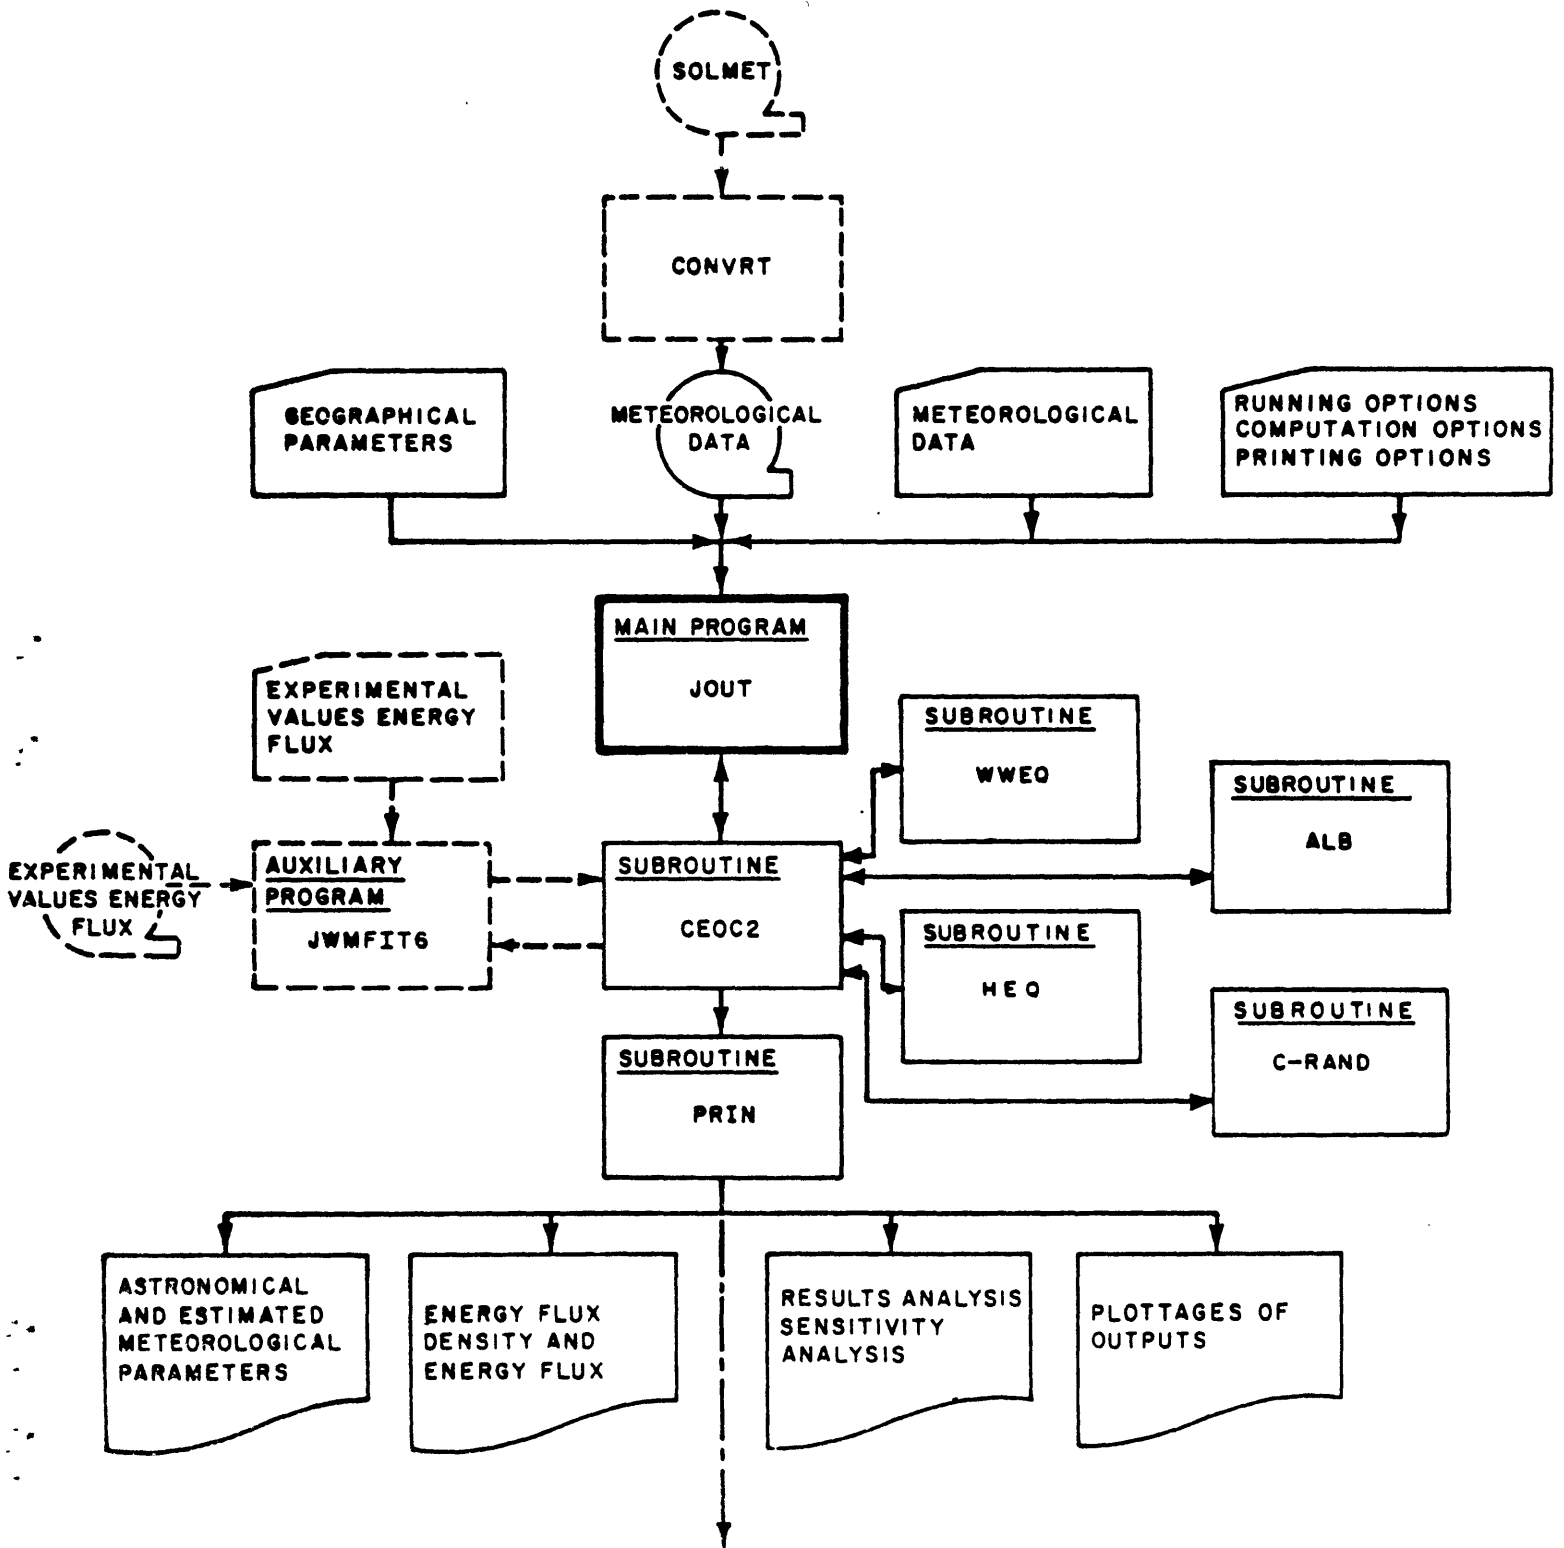 SOLMET
CONVRT
GEOGRAPHICAL
PARAMETERS
METEOROLOGICAL
DATA
METEOROLOGICAL
DATA
RUNNING OPTIONS
COMPUTATION OPTIONS
PRINTING OPTIONS
MAIN PROGRAM
JOUT
EXPERIMENTAL
VALUES ENERGY
FLUX
SUBROUTINE
WWEQ
SUBROUTINE
ALB
EXPERIMENTAL
VALUES ENERGY
FLUX
AUXILIARY
PROGRAM
JWMFIT6
SUBROUTINE
CEOC2
SUBROUTINE
HEQ
SUBROUTINE
C-RAND
SUBROUTINE
PRIN
ASTRONOMICAL
AND ESTIMATED
METEOROLOGICAL
PARAMETERS
ENERGY FLUX
DENSITY AND
ENERGY FLUX
RESULTS ANALYSIS
SENSITIVITY
ANALYSIS
PLOTTAGES OF
OUTPUTS